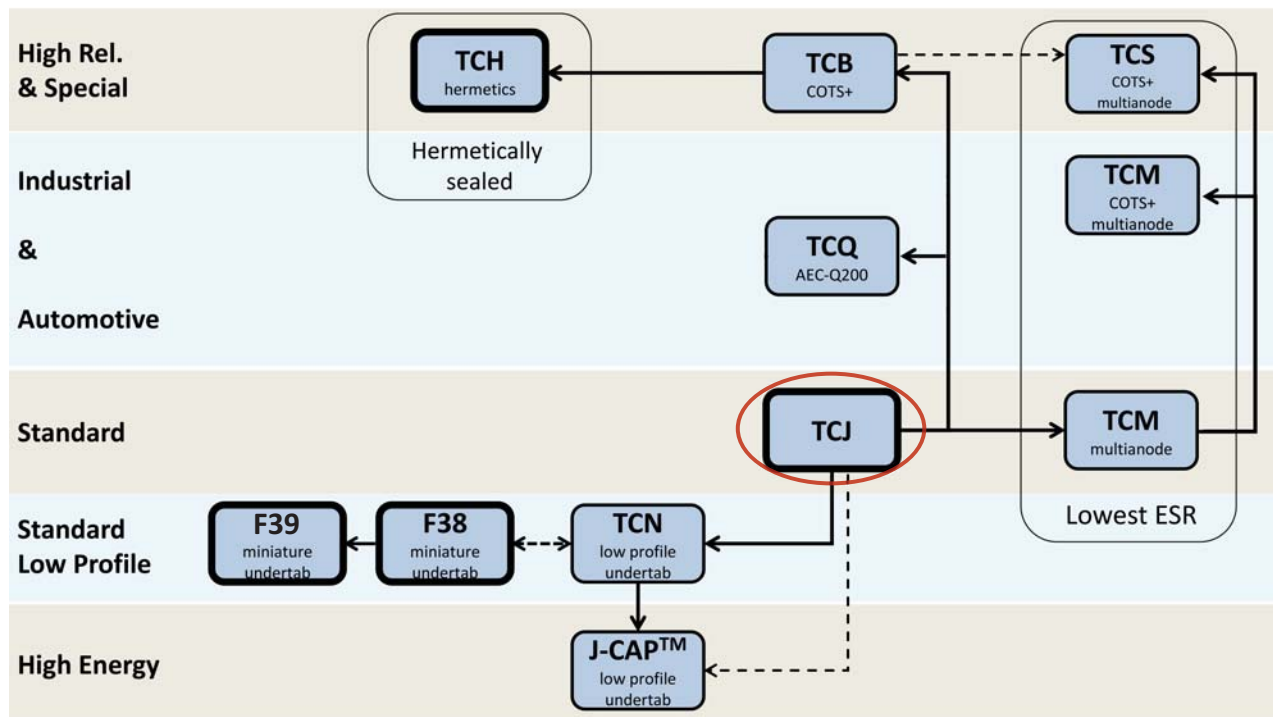 High Rel.
& Special
TCH
hermetics
Hermetically
sealed
TCB
COTS+
TCS
COTS+
multianode
Industrial
&
Automotive
TCQ
AEC-Q200
TCM
COTS+
multianode
Standard
TCJ
TCM
multianode
Lowest ESR
Standard
Low Profile
F39
miniature
undertab
F38
miniature
undertab
TCN
low profile
undertab
High Energy
J-CAP™
low profile
undertab